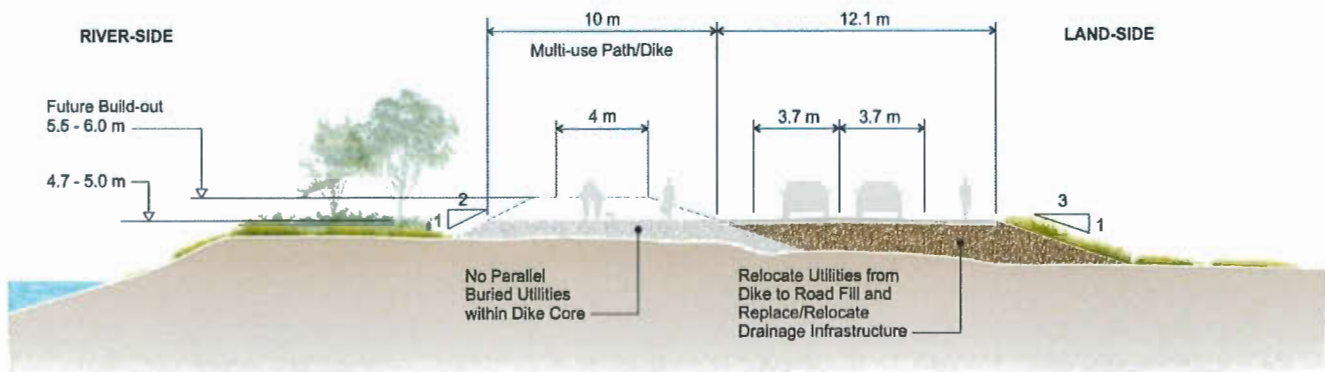 10 m
12.1 m
RIVER-SIDE
LAND-SIDE
Multi-use Path/Dike
Future Build-out
5.5 - 6.0 m
4 m
3.7 m
3.7 m
4.7 - 5.0 m
2
1
3
1
No Parallel
Buried Utilities
within Dike Core
Relocate Utilities from
Dike to Road Fill and
Replace/Relocate
Drainage Infrastructure